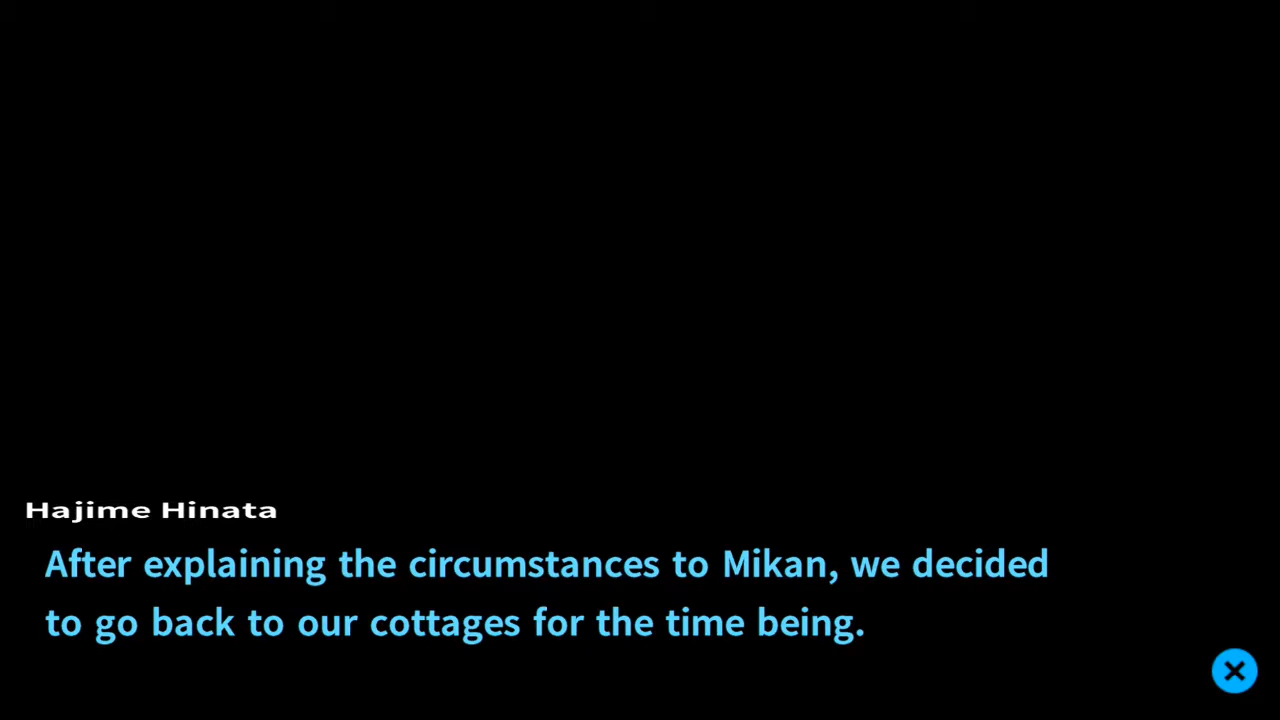 Hajime Hinata
After explaining the circumstances to Mikan, we decided
to go back to our cottages for the time being.